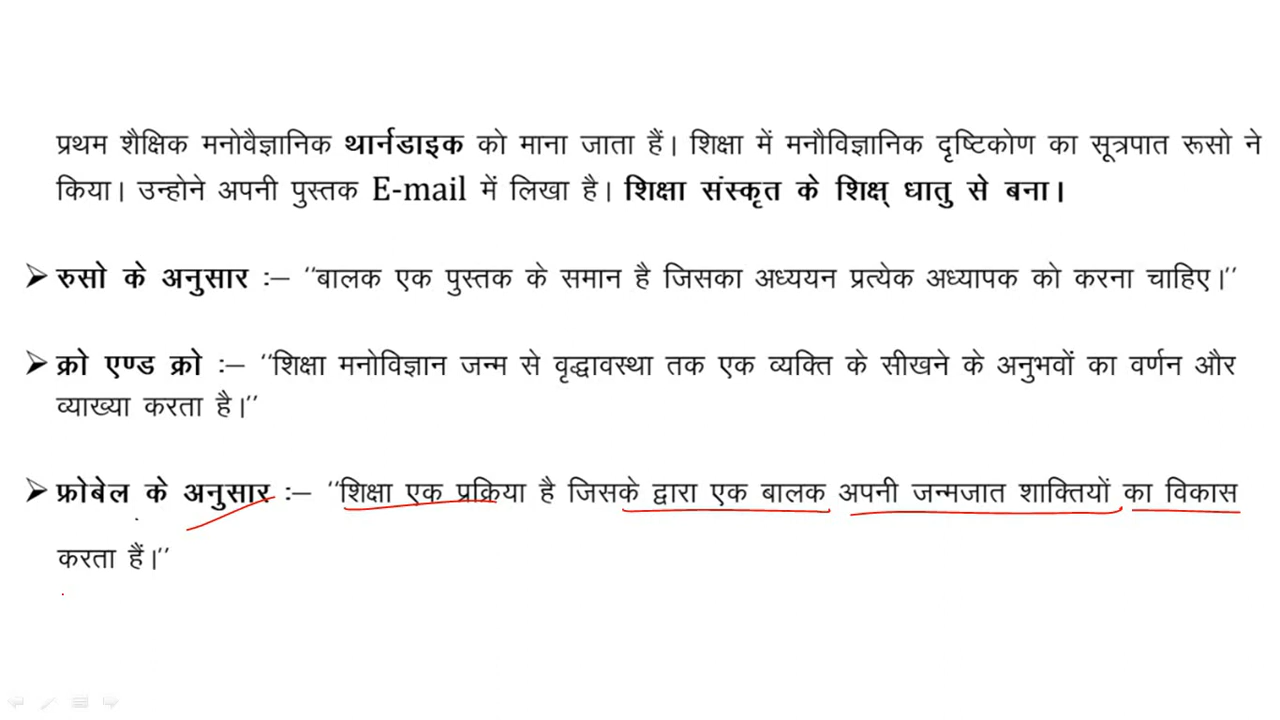 प्रथम शैक्षिक मनोवैज्ञानिक थार्नडाइक को माना जाता हैं। शिक्षा में मनौविज्ञानिक दृष्टिकोण का सूत्रपात रूसो ने
किया। उन्होने अपनी पुस्तक E-mail में लिखा है। शिक्षा संस्कृत के शिक्ष् धातु से बना।
➢ रुसो के अनुसार :– ‘‘बालक एक पुस्तक के समान है जिसका अध्ययन प्रत्येक अध्यापक को करना चाहिए।’’
➢ क्रो एण्ड क्रो :– ‘‘शिक्षा मनोविज्ञान जन्म से वृद्धावस्था तक एक व्यक्ति के सीखने के अनुभवों का वर्णन और
व्याख्या करता है।’’
➢ फ्रोबेल के अनुसार :– ‘‘शिक्षा एक प्रक्रिया है जिसके द्वारा एक बालक अपनी जन्मजात शाक्तियों का विकास
करता हैं।’’